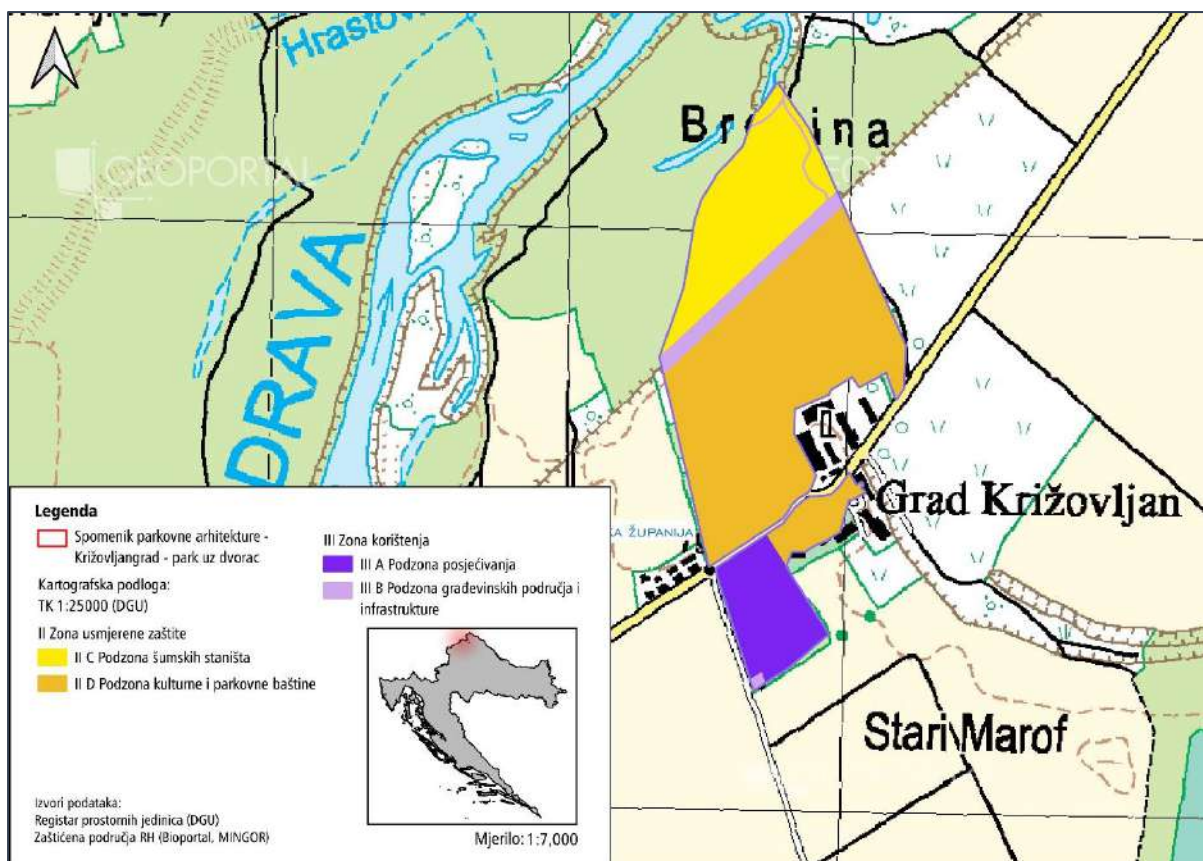 Hrastov
GEOPORTAL
DRAVA
Grad Križovljan
KA ŽUPANIJA
Stari Marof
Legenda
Spomenik parkovne arhitekture -
Križovljangrad - park uz dvorac
Kartografska podloga:
TK 1:25000 (DGU)
II Zona usmjerene zaštite
II C Podzona šumskih staništa
II D Podzona kulturne i parkovne baštine
III Zona korištenja
III A Podzona posjećivanja
III B Podzona građevinskih područja i
infrastrukture
Izvori podataka:
Registar prostornih jedinica (DGU)
Zaštićena područja RH (Bioportal, MINGOR)
Mjerilo: 1:7,000